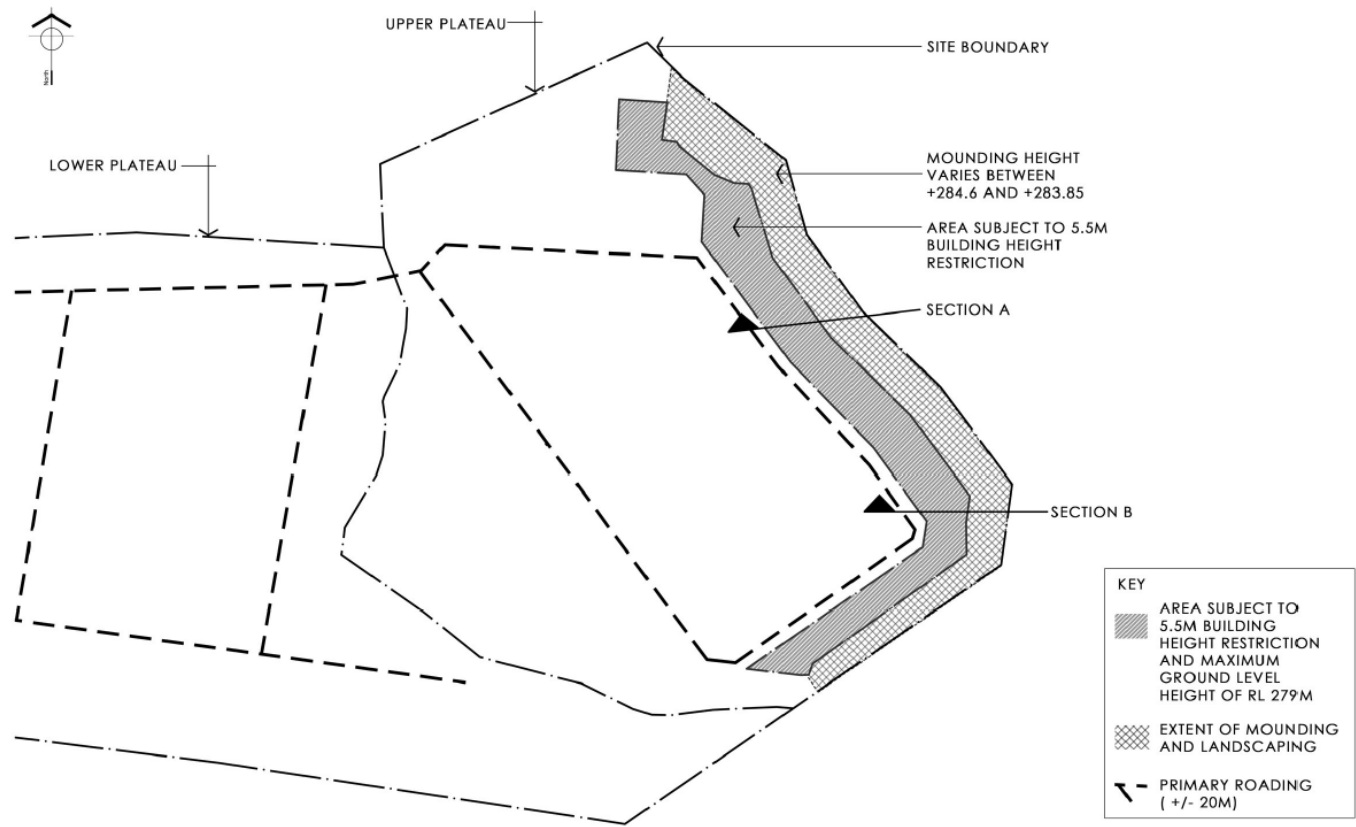 North
UPPER PLATEAU
SITE BOUNDARY
LOWER PLATEAU
MOUNDING HEIGHT
VARIES BETWEEN
+284.6 AND +283.85
AREA SUBJECT TO 5.5M
BUILDING HEIGHT
RESTRICTION
SECTION A
SECTION B
KEY
AREA SUBJECT TO
5.5M BUILDING
HEIGHT RESTRICTION
AND MAXIMUM
GROUND LEVEL
HEIGHT OF RL 279M
EXTENT OF MOUNDING
AND LANDSCAPING
PRIMARY ROADING
( +/- 20M)